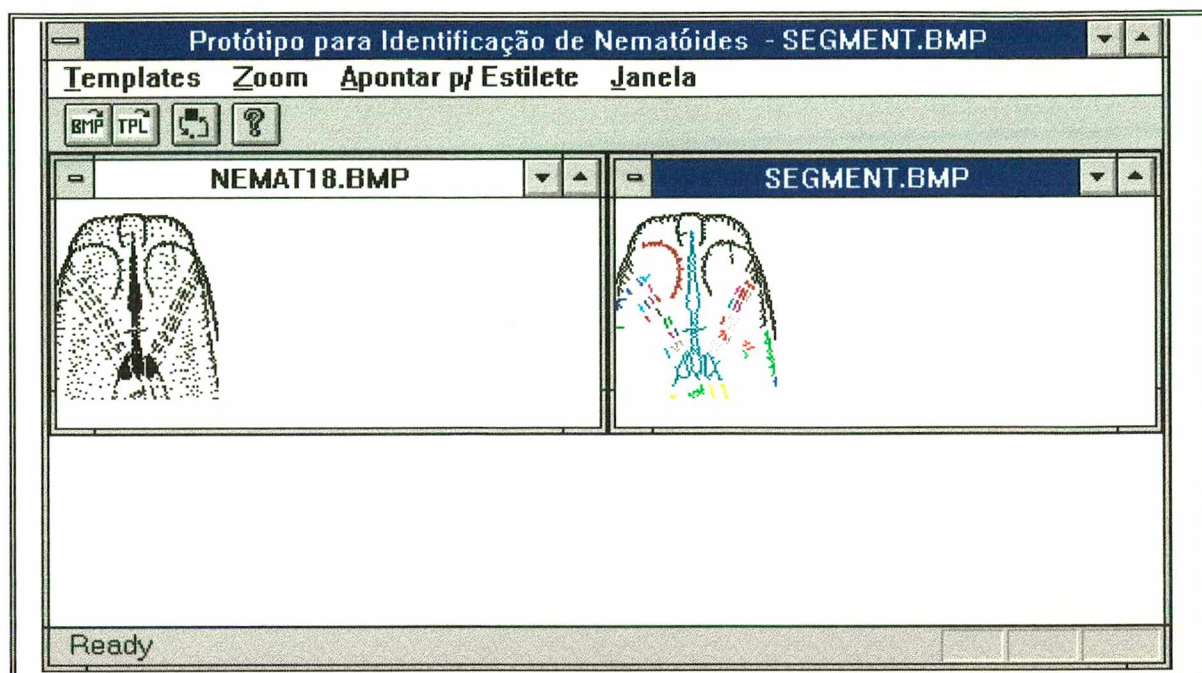 Protótipo para Identificação de Nematóides - SEGMENT.BMP
Templates Zoom Apontar p/ Estilete Janela
BMP TPL ?
NEMAT18.BMP
SEGMENT.BMP
Ready